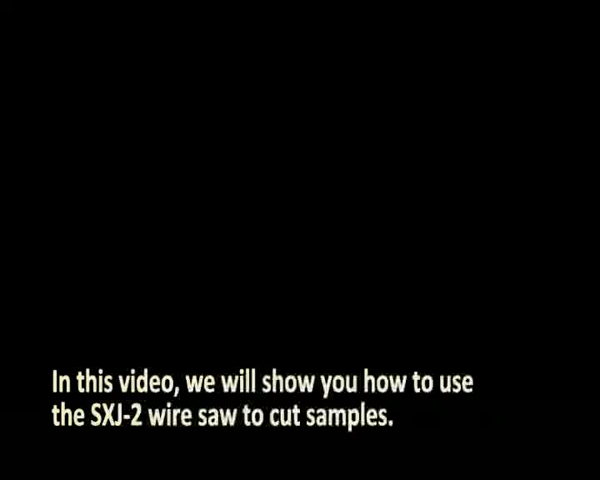 In this video, we will show you how to use
the SXJ-2 wire saw to cut samples.